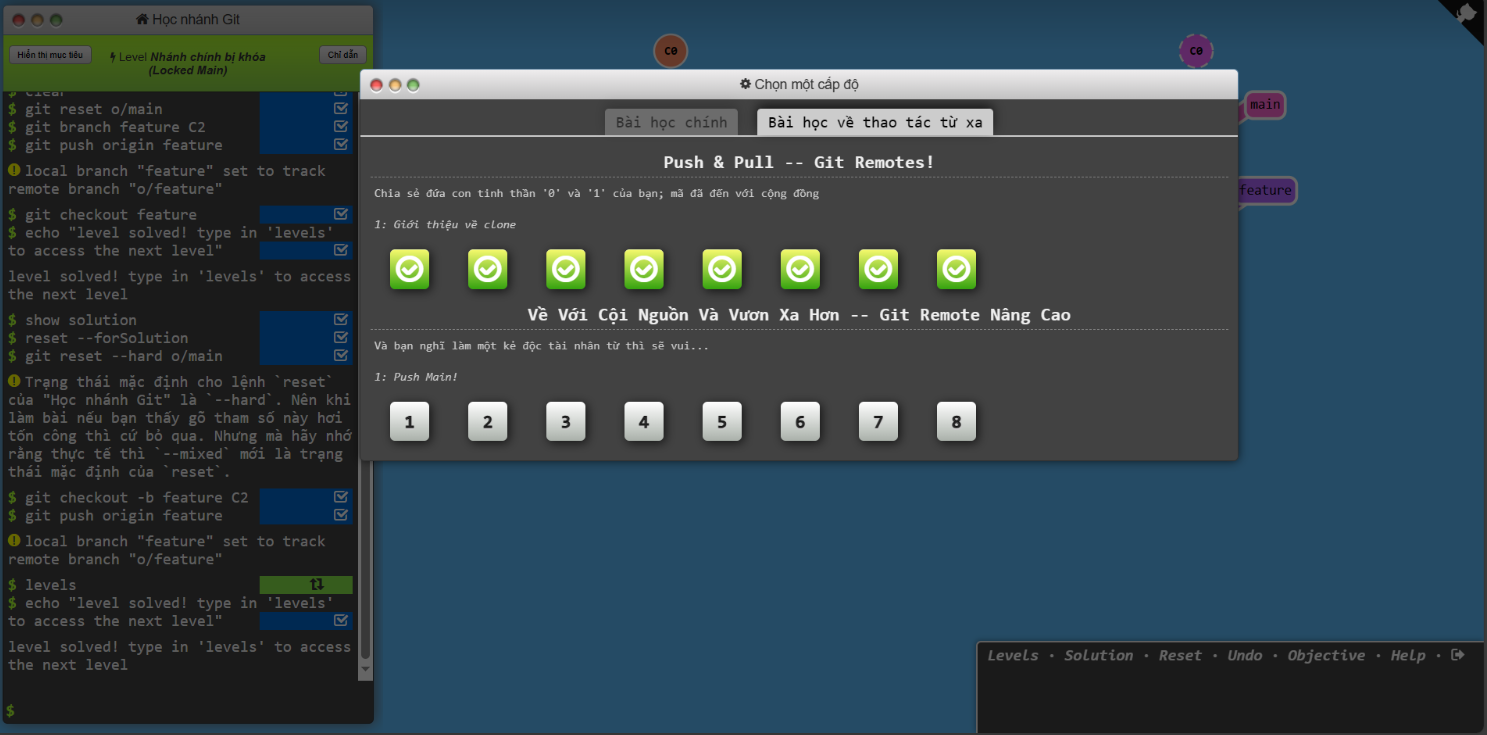 Học nhánh Git
Hiển thị mục tiêu
Level Nhánh chính bị khóa
(Locked Main)
Chỉ dẫn
$ clear
$ git reset o/main
$ git branch feature C2
$ git push origin feature
local branch "feature" set to track
remote branch "o/feature"
$ git checkout feature
$ echo "level solved! type in 'levels'
to access the next level"
level solved! type in 'levels' to access
the next level
$ show solution
$ reset --forSolution
$ git reset --hard o/main
Trạng thái mặc định cho lệnh `reset`
của "Học nhánh Git" là `--hard`. Nên khi
làm bài nếu bạn thấy gõ tham số này hơi
tốn công thì cứ bỏ qua. Nhưng mà hãy nhớ
rằng thực tế thì `--mixed` mới là trạng
thái mặc định của `reset`.
$ git checkout -b feature C2
$ git push origin feature
local branch "feature" set to track
remote branch "o/feature"
$ levels
$ echo "level solved! type in 'levels'
to access the next level"
level solved! type in 'levels' to access
the next level
$
C0
C0
main
feature
Chọn một cấp độ
Bài học chính
Bài học về thao tác từ xa
Push & Pull -- Git Remotes!
Chia sẻ đứa con tinh thần '0' và '1' của bạn; mã đã đến với cộng đồng
1: Giới thiệu về clone
Về Với Cội Nguồn Và Vươn Xa Hơn -- Git Remote Nâng Cao
Và bạn nghĩ làm một kẻ độc tài nhân từ thì sẽ vui...
1: Push Main!
1 2 3 4 5 6 7 8
Levels · Solution · Reset · Undo · Objective · Help ·